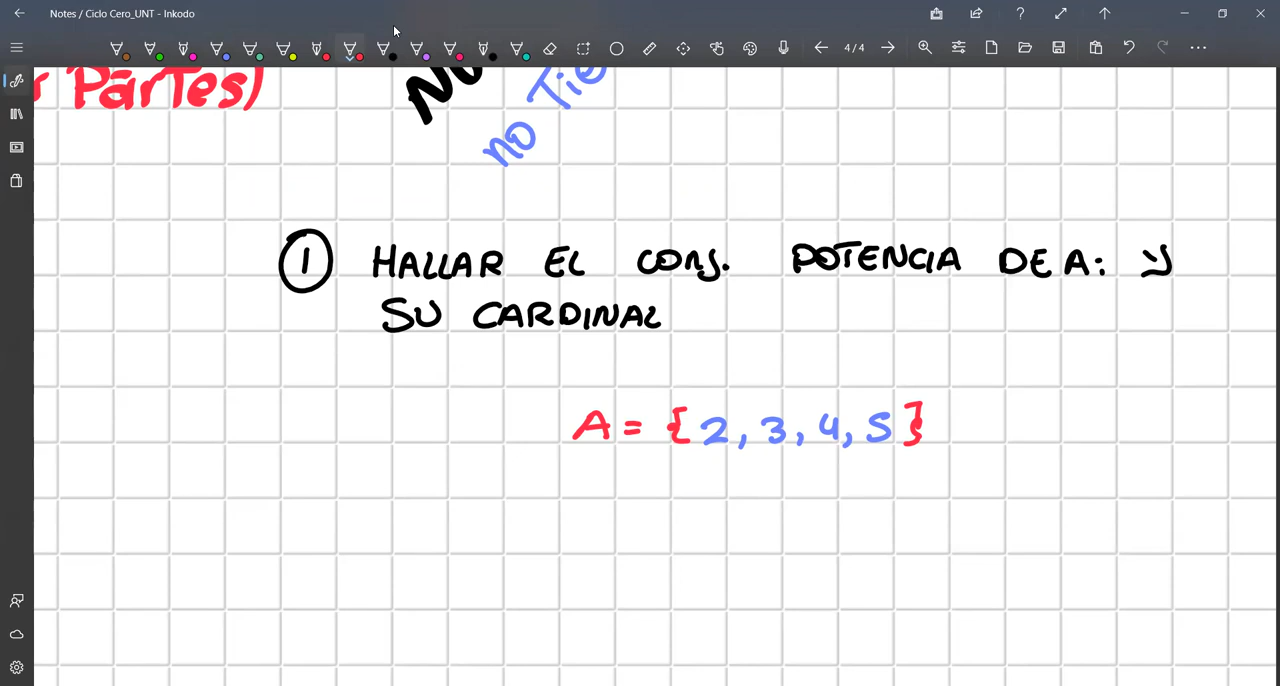 Notes / Ciclo Cero_UNT - Inkodo
4/4
Partes)
no Tie
1 HALLAR EL CONJ. POTENCIA DE A: y
SU CARDINAL
A = { 2, 3, 4, 5 }